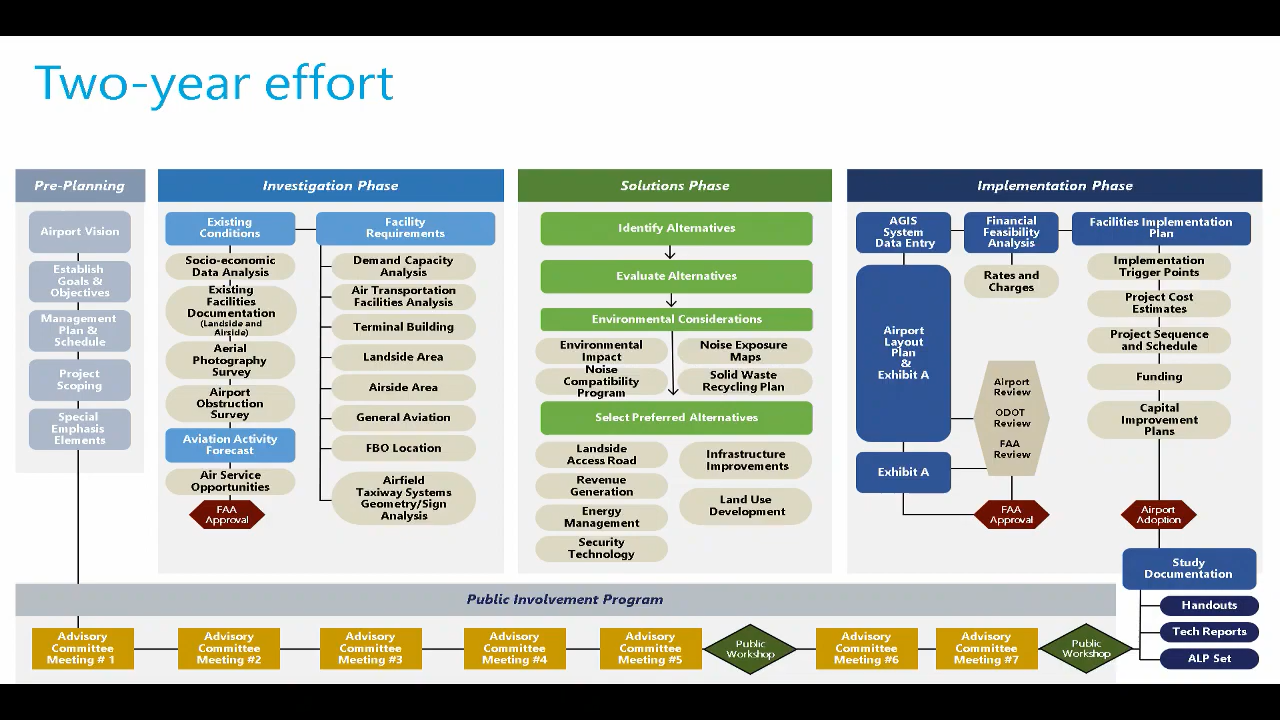 Two-year effort
Pre-Planning
Airport Vision
Establish
Goals &
Objectives
Management
Plan &
Schedule
Project
Scoping
Special
Emphasis
Elements
Investigation Phase
Existing
Conditions
Socio-economic
Data Analysis
Existing
Facilities
Documentation
(Landside and
Airside)
Aerial
Photography
Survey
Airport
Obstruction
Survey
Aviation Activity
Forecast
Air Service
Opportunities
FAA
Approval
Facility
Requirements
Demand Capacity
Analysis
Air Transportation
Facilities Analysis
Terminal Building
Landside Area
Airside Area
General Aviation
FBO Location
Airfield
Taxiway Systems
Geometry/Sign
Analysis
Solutions Phase
Identify Alternatives
Evaluate Alternatives
Environmental Considerations
Environmental
Impact
Noise
Compatibility
Program
Noise Exposure
Maps
Solid Waste
Recycling Plan
Select Preferred Alternatives
Landside
Access Road
Revenue
Generation
Energy
Management
Security
Technology
Infrastructure
Improvements
Land Use
Development
Implementation Phase
AGIS
System
Data Entry
Airport
Layout
Plan
&
Exhibit A
Exhibit A
Financial
Feasibility
Analysis
Rates and
Charges
Airport
Review
ODOT
Review
FAA
Review
FAA
Approval
Facilities Implementation
Plan
Implementation
Trigger Points
Project Cost
Estimates
Project Sequence
and Schedule
Funding
Capital
Improvement
Plans
Airport
Adoption
Study
Documentation
Handouts
Tech Reports
ALP Set
Public Involvement Program
Advisory
Committee
Meeting # 1
Advisory
Committee
Meeting #2
Advisory
Committee
Meeting #3
Advisory
Committee
Meeting #4
Advisory
Committee
Meeting #5
Public
Workshop
Advisory
Committee
Meeting #6
Advisory
Committee
Meeting #7
Public
Workshop